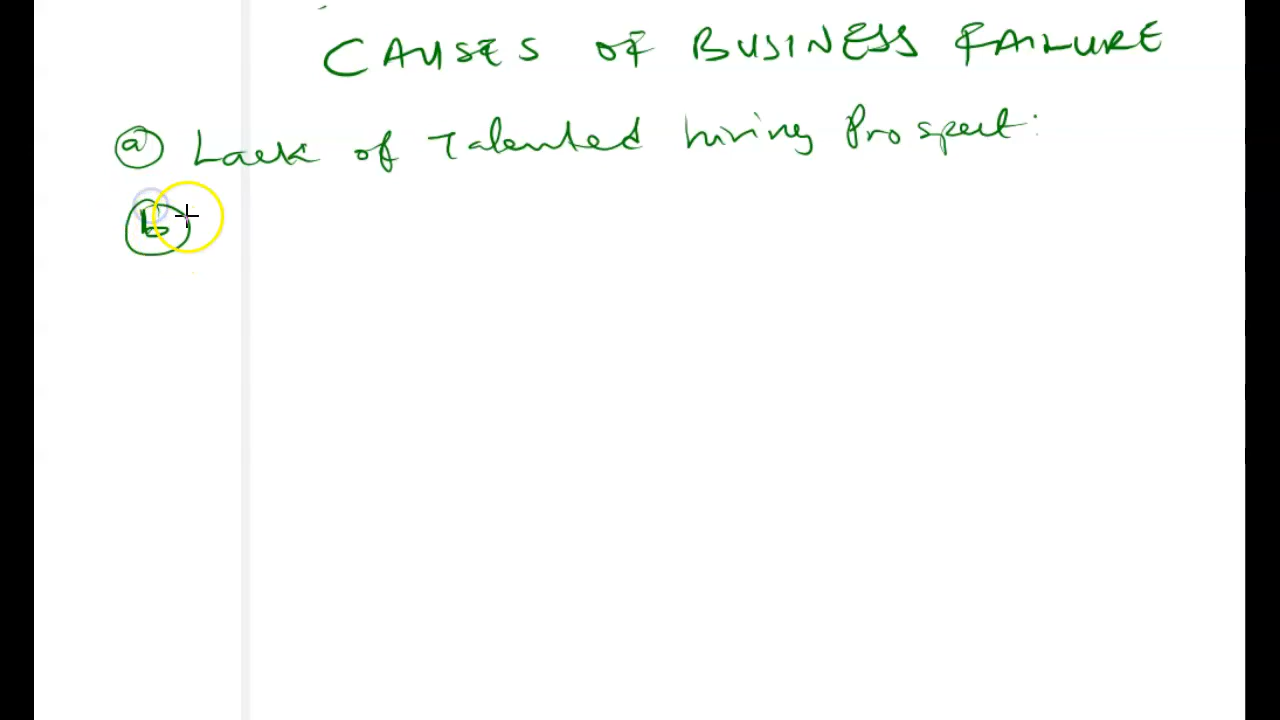 CAUSES OF BUSINESS FAILURE
(a) Lack of Talented hiring Prospect:
(b)